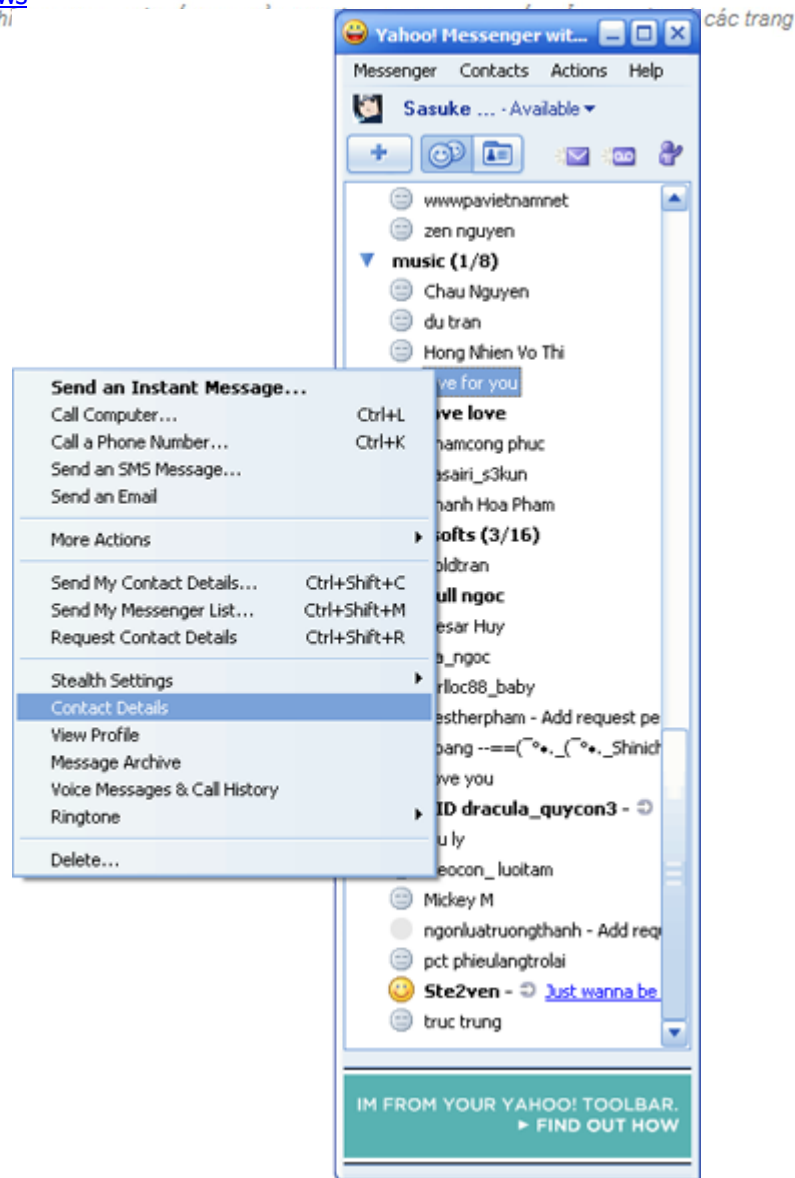 ws
hi
các trang
Yahoo! Messenger wit...
Messenger Contacts Actions Help
Sasuke ... - Available
wwwpavietnamnet
zen nguyen
music (1/8)
Chau Nguyen
du tran
Hong Nhien Vo Thi
ve for you
ove love
hamcong phuc
asairi_s3kun
hanh Hoa Pham
softs (3/16)
oldtran
ull ngoc
esar Huy
a_ngoc
rlloc88_baby
estherpham - Add request pe
oang --==(¯°•._(¯°•._Shinich
ove you
ID dracula_quycon3 -
u ly
eocon_ luoitam
Mickey M
ngonluatruongthanh - Add requ
pct phieulangtrolai
Ste2ven - Just wanna be
truc trung
Send an Instant Message...
Call Computer... Ctrl+L
Call a Phone Number... Ctrl+K
Send an SMS Message...
Send an Email
More Actions
Send My Contact Details... Ctrl+Shift+C
Send My Messenger List... Ctrl+Shift+M
Request Contact Details Ctrl+Shift+R
Stealth Settings
Contact Details
View Profile
Message Archive
Voice Messages & Call History
Ringtone
Delete...
IM FROM YOUR YAHOO! TOOLBAR.
► FIND OUT HOW